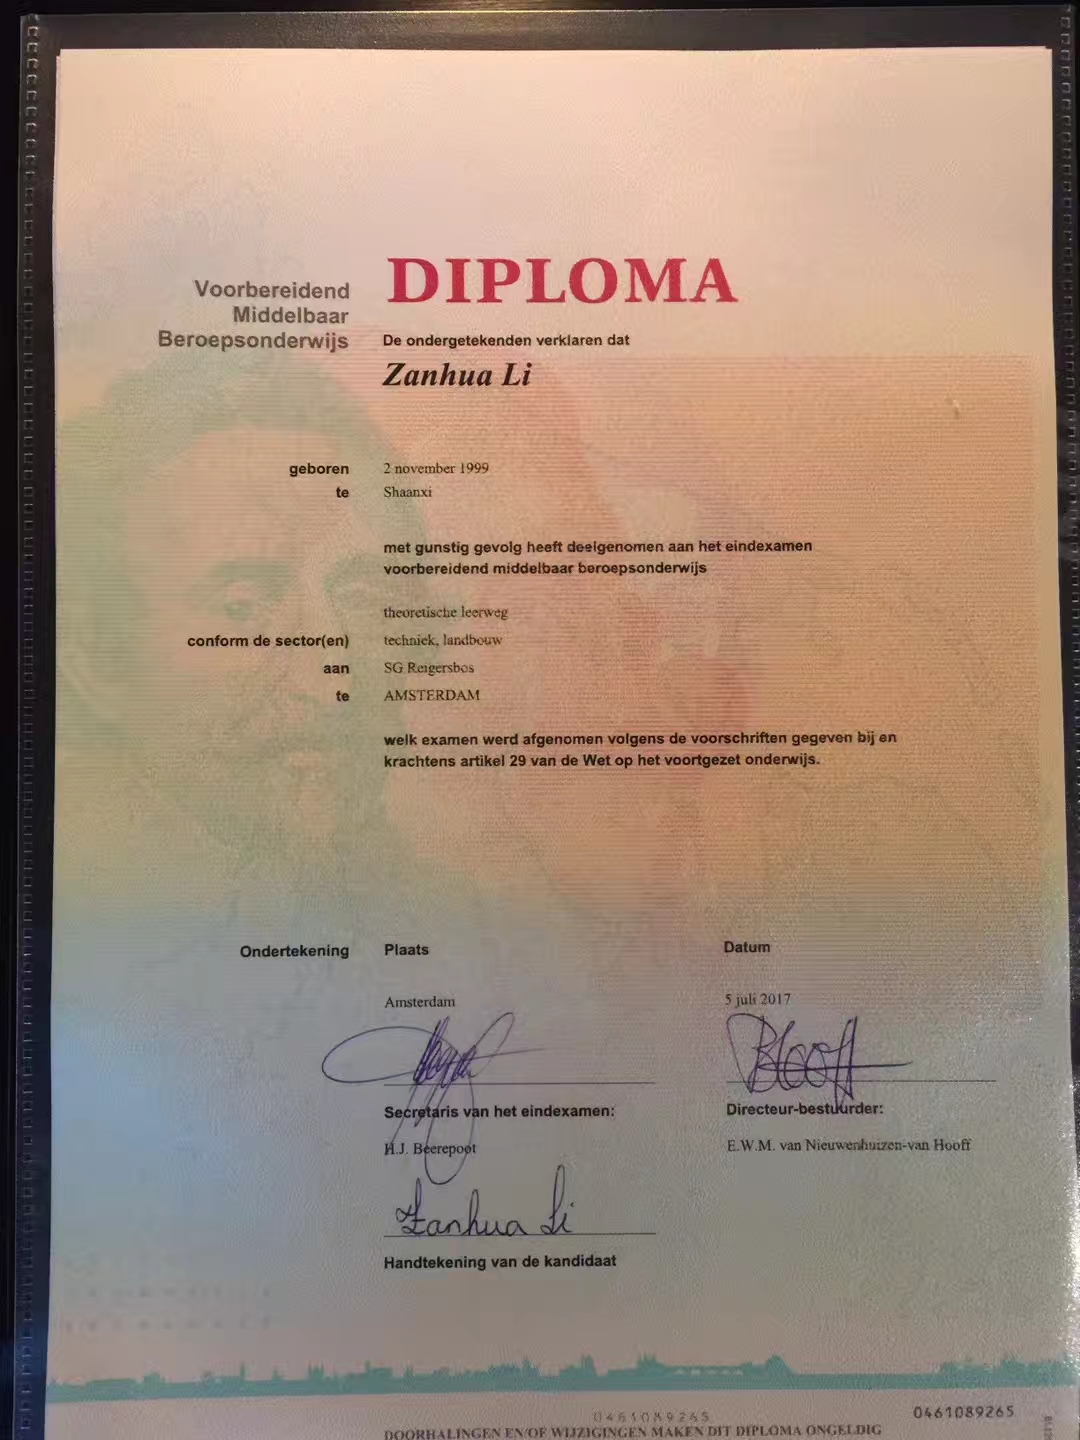 Voorbereidend
Middelbaar
Beroepsonderwijs
DIPLOMA
De ondergetekenden verklaren dat
Zanhua Li
geboren 2 november 1999
te Shaanxi
met gunstig gevolg heeft deelgenomen aan het eindexamen
voorbereidend middelbaar beroepsonderwijs
theoretische leerweg
conform de sector(en) techniek, landbouw
aan SG Reigersbos
te AMSTERDAM
welk examen werd afgenomen volgens de voorschriften gegeven bij en
krachtens artikel 29 van de Wet op het voortgezet onderwijs.
Ondertekening Plaats Datum
Amsterdam 5 juli 2017
Secretaris van het eindexamen: Directeur-bestuurder:
H.J. Beerepoot E.W.M. van Nieuwenhuizen-van Hooff
Zanhua Li
Handtekening van de kandidaat
0461089265 0461089265
DOORHALINGEN EN/OF WIJZIGINGEN MAKEN DIT DIPLOMA ONGELDIG